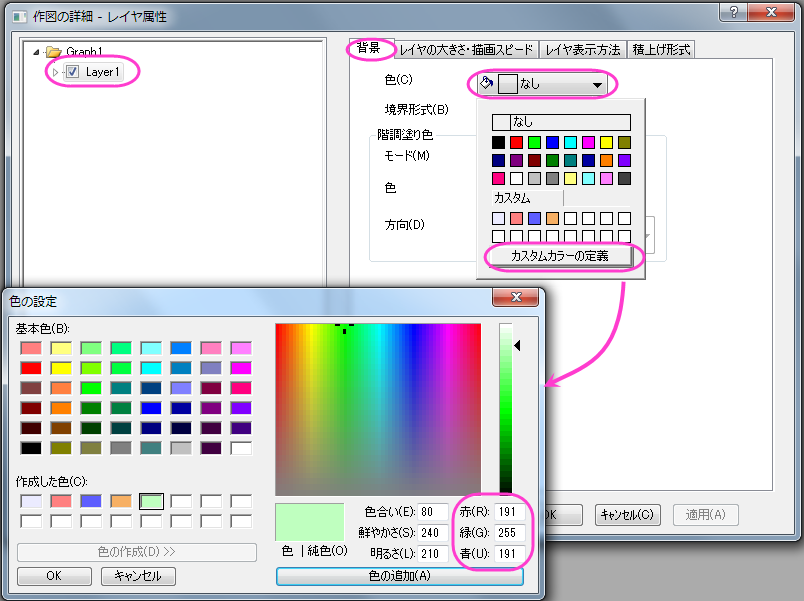 作図の詳細 - レイヤ属性
Graph1
Layer1
背景
レイヤの大きさ・描画スピード
レイヤ表示方法
積上げ形式
色(C)
なし
境界形式(B)
なし
階調塗り色
モード(M)
色
カスタム
方向(D)
カスタムカラーの定義
OK
キャンセル(C)
適用(A)
色の設定
基本色(B):
作成した色(C):
色の作成(D) >>
OK
キャンセル
色 | 純色(O)
色合い(E): 80
鮮やかさ(S): 240
明るさ(L): 210
赤(R): 191
緑(G): 255
青(U): 191
色の追加(A)